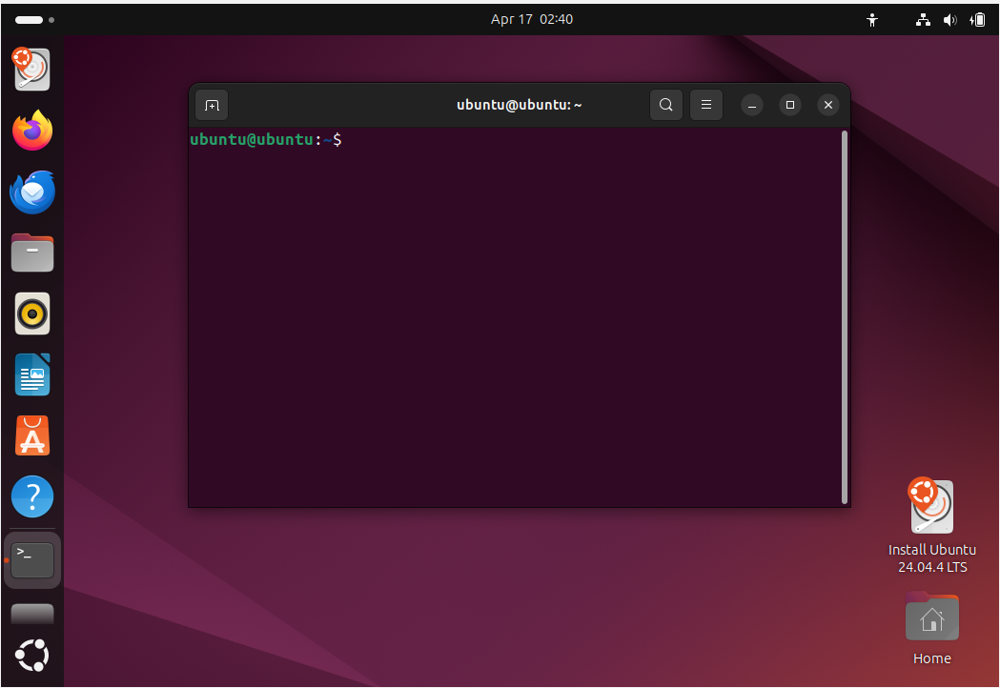 Apr 17 02:40
ubuntu@ubuntu: ~
ubuntu@ubuntu:~$
?
>_
Install Ubuntu
24.04.4 LTS
Home